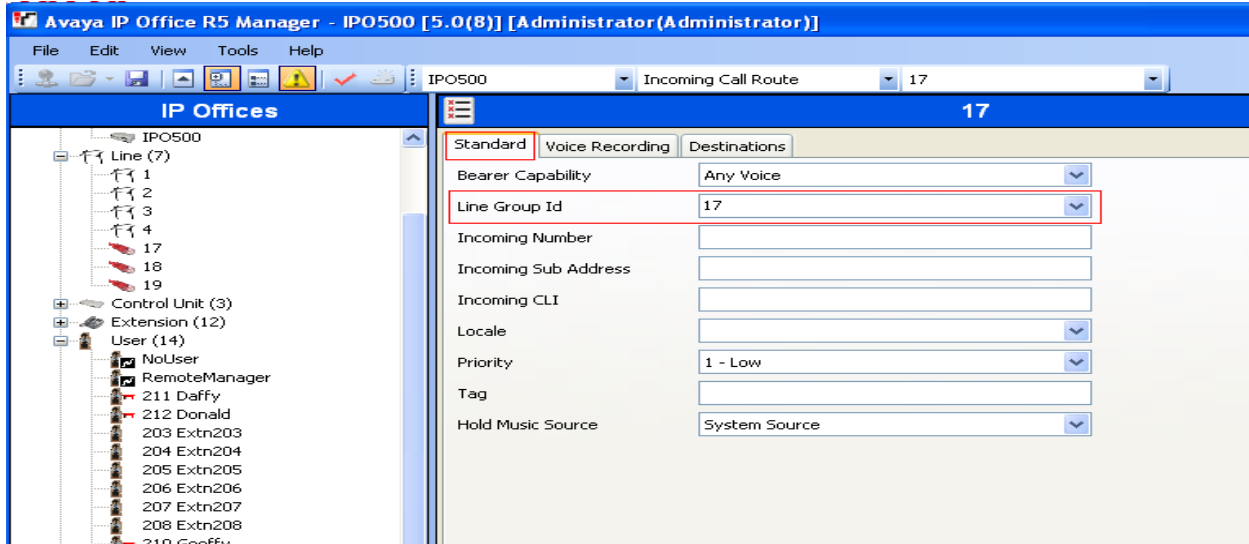 Avaya IP Office R5 Manager - IPO500 [5.0(8)] [Administrator(Administrator)]
File Edit View Tools Help
IPO500 Incoming Call Route 17
IP Offices
IPO500
Line (7)
1
2
3
4
17
18
19
Control Unit (3)
Extension (12)
User (14)
NoUser
RemoteManager
211 Daffy
212 Donald
203 Extn203
204 Extn204
205 Extn205
206 Extn206
207 Extn207
208 Extn208
210 Gooffy
17
Standard Voice Recording Destinations
Bearer Capability Any Voice
Line Group Id 17
Incoming Number
Incoming Sub Address
Incoming CLI
Locale
Priority 1 - Low
Tag
Hold Music Source System Source